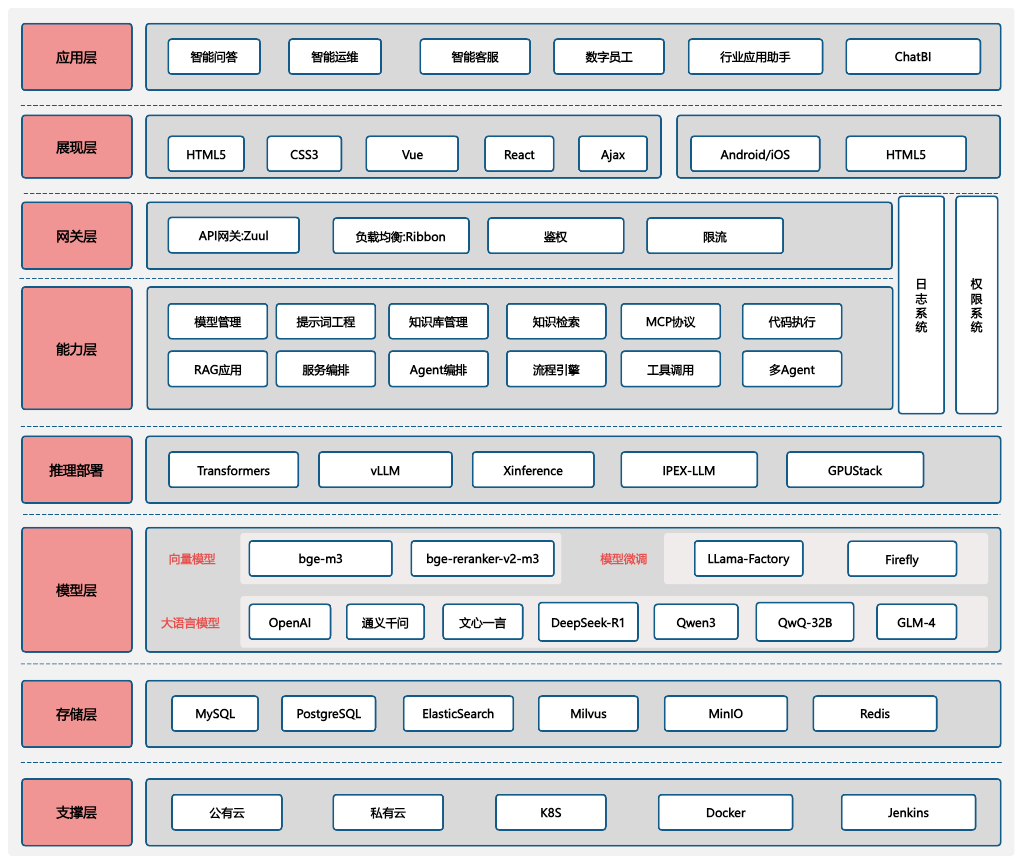 应用层
智能问答
智能运维
智能客服
数字员工
行业应用助手
ChatBI
展现层
HTML5
CSS3
Vue
React
Ajax
Android/iOS
HTML5
网关层
API网关:Zuul
负载均衡:Ribbon
鉴权
限流
日志系统
权限系统
能力层
模型管理
提示词工程
知识库管理
知识检索
MCP协议
代码执行
RAG应用
服务编排
Agent编排
流程引擎
工具调用
多Agent
推理部署
Transformers
vLLM
Xinference
IPEX-LLM
GPUStack
模型层
向量模型
bge-m3
bge-reranker-v2-m3
模型微调
LLama-Factory
Firefly
大语言模型
OpenAI
通义千问
文心一言
DeepSeek-R1
Qwen3
QwQ-32B
GLM-4
存储层
MySQL
PostgreSQL
ElasticSearch
Milvus
MinIO
Redis
支撑层
公有云
私有云
K8S
Docker
Jenkins